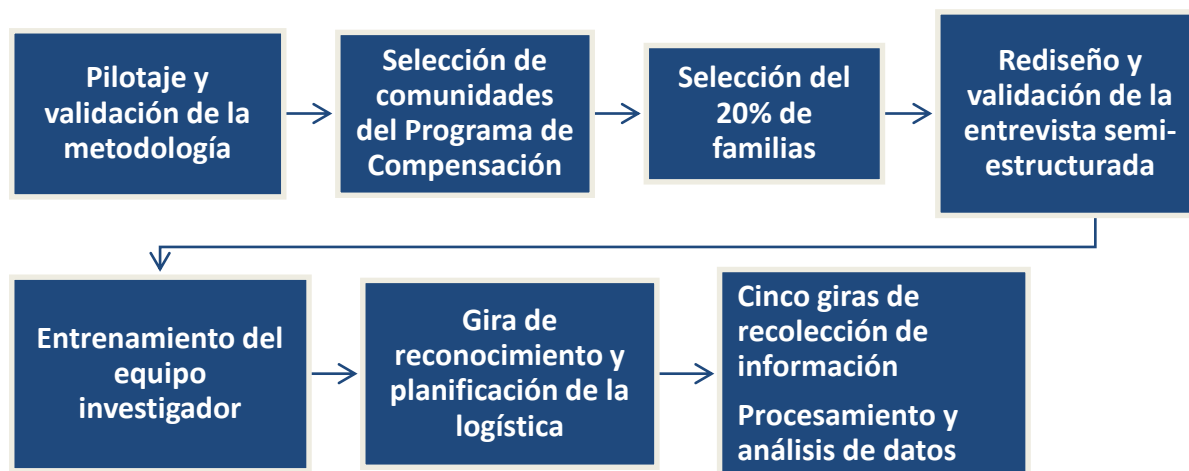 Pilotaje y
validación de la
metodología
Selección de
comunidades
del Programa de
Compensación
Selección del
20% de
familias
Rediseño y
validación de la
entrevista semi-
estructurada
Entrenamiento del
equipo
investigador
Gira de
reconocimiento y
planificación de la
logística
Cinco giras de
recolección de
información
Procesamiento y
análisis de datos